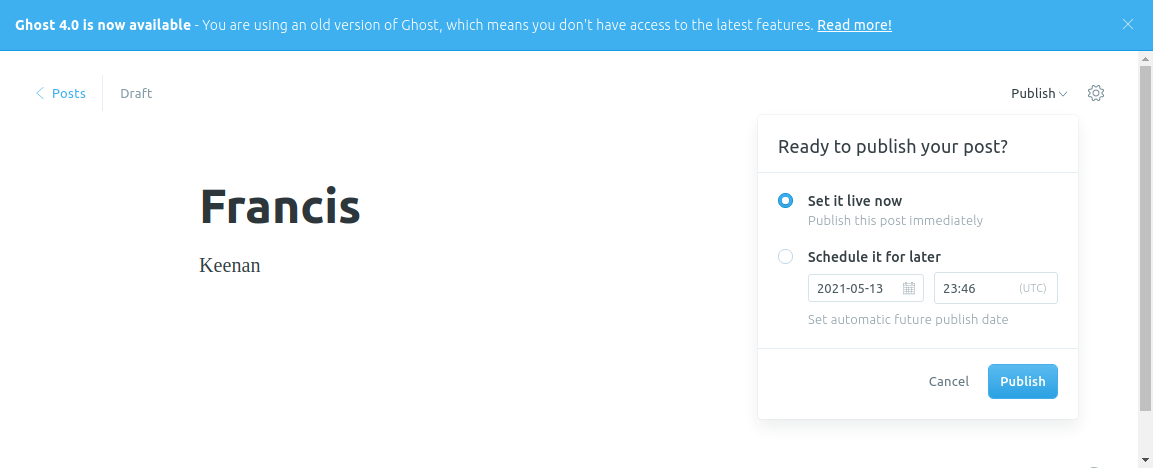 Ghost 4.0 is now available - You are using an old version of Ghost, which means you don't have access to the latest features. Read more!
Posts
Draft
Publish
Ready to publish your post?
Francis
Keenan
Set it live now
Publish this post immediately
Schedule it for later
2021-05-13
23:46 (UTC)
Set automatic future publish date
Cancel
Publish